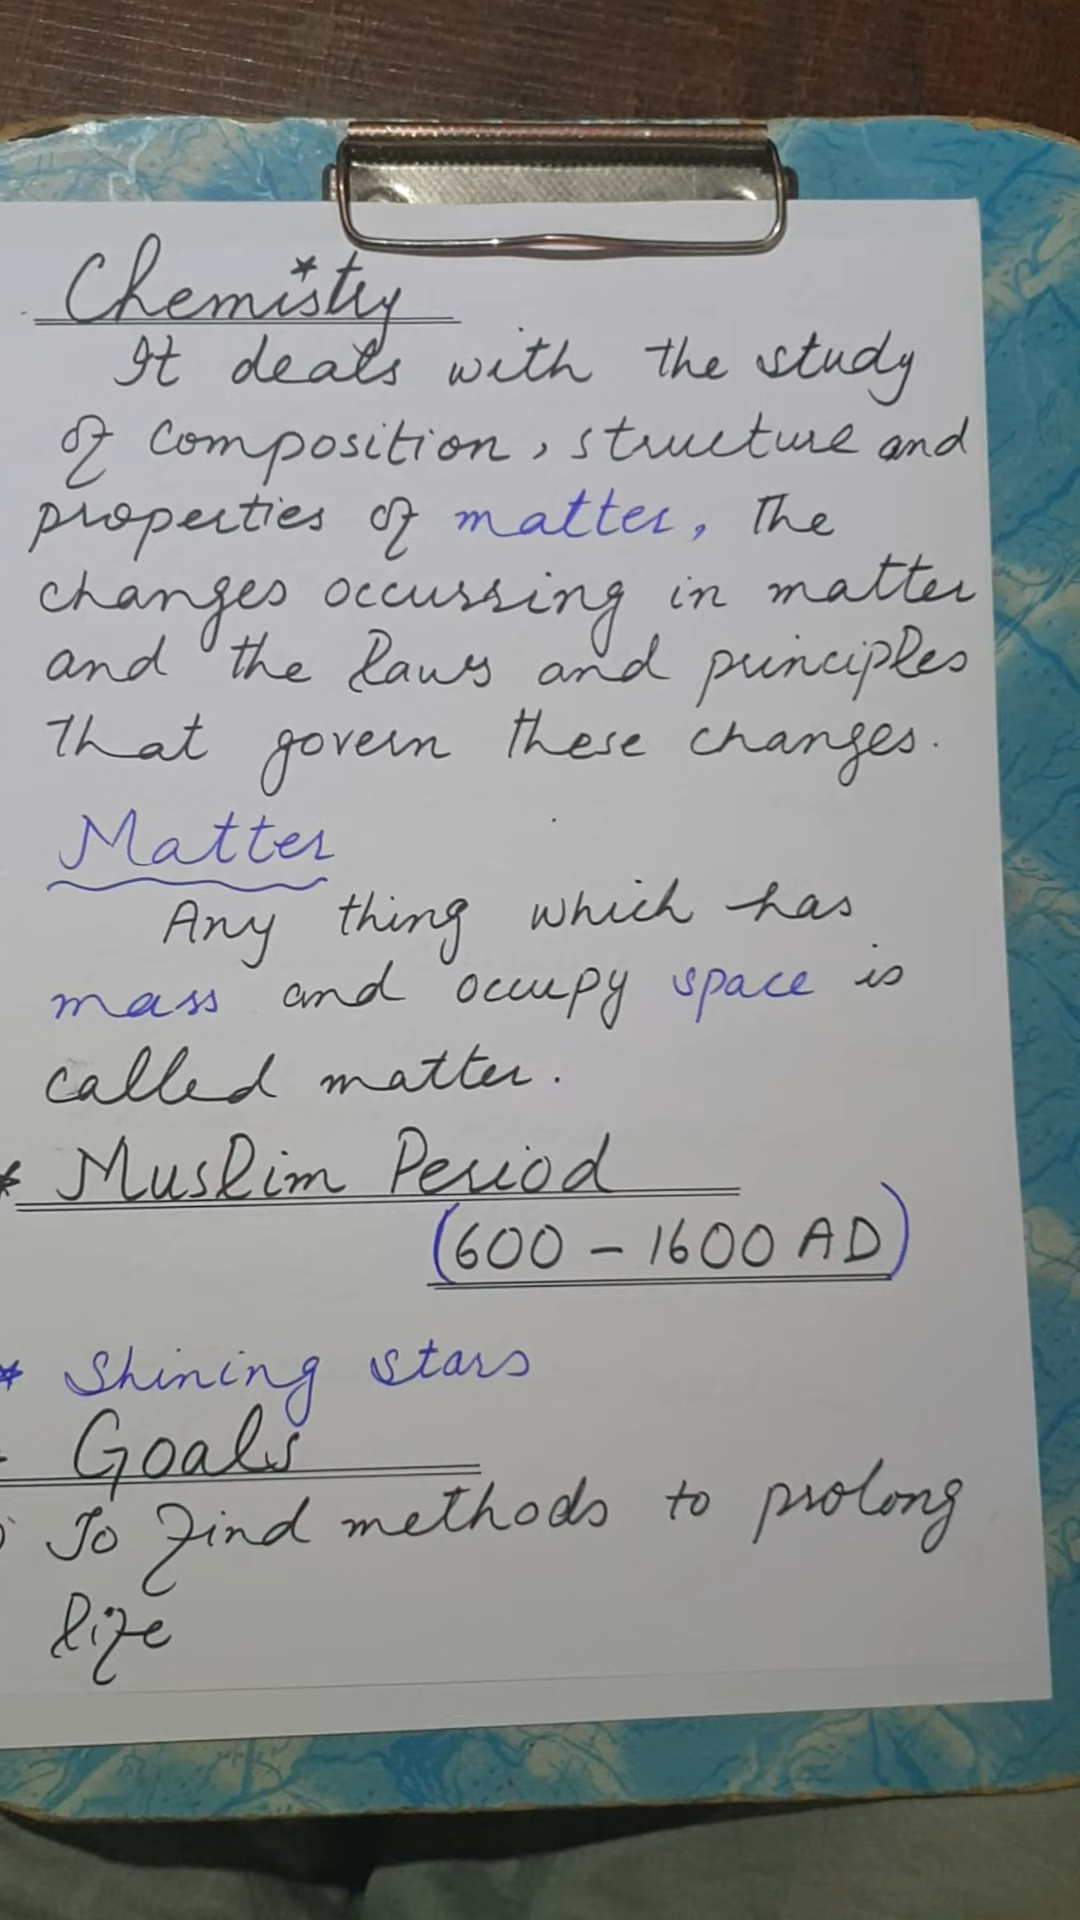 Chemistry
It deals with the study
of composition, structure and
properties of matter, The
changes occurring in matter
and the laws and principles
that govern these changes.
Matter
Any thing which has
mass and occupy space is
called matter.
* Muslim Period
(600 - 1600 AD)
* Shining stars
Goals
To Find methods to prolong
life